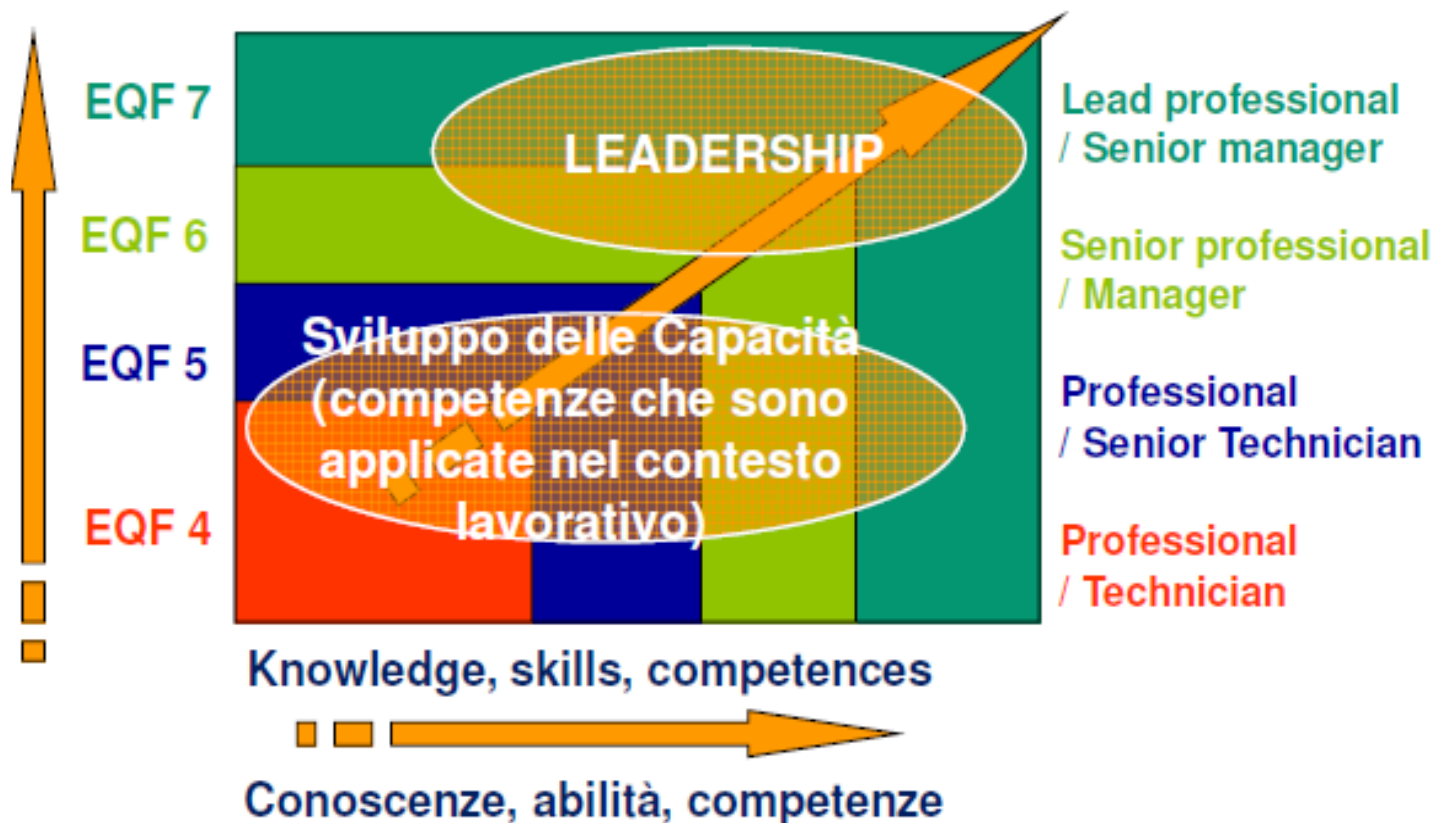 EQF 7
EQF 6
EQF 5
EQF 4
LEADERSHIP
Sviluppo delle Capacità
(competenze che sono
applicate nel contesto
lavorativo)
Lead professional
/ Senior manager
Senior professional
/ Manager
Professional
/ Senior Technician
Professional
/ Technician
Knowledge, skills, competences
Conoscenze, abilità, competenze